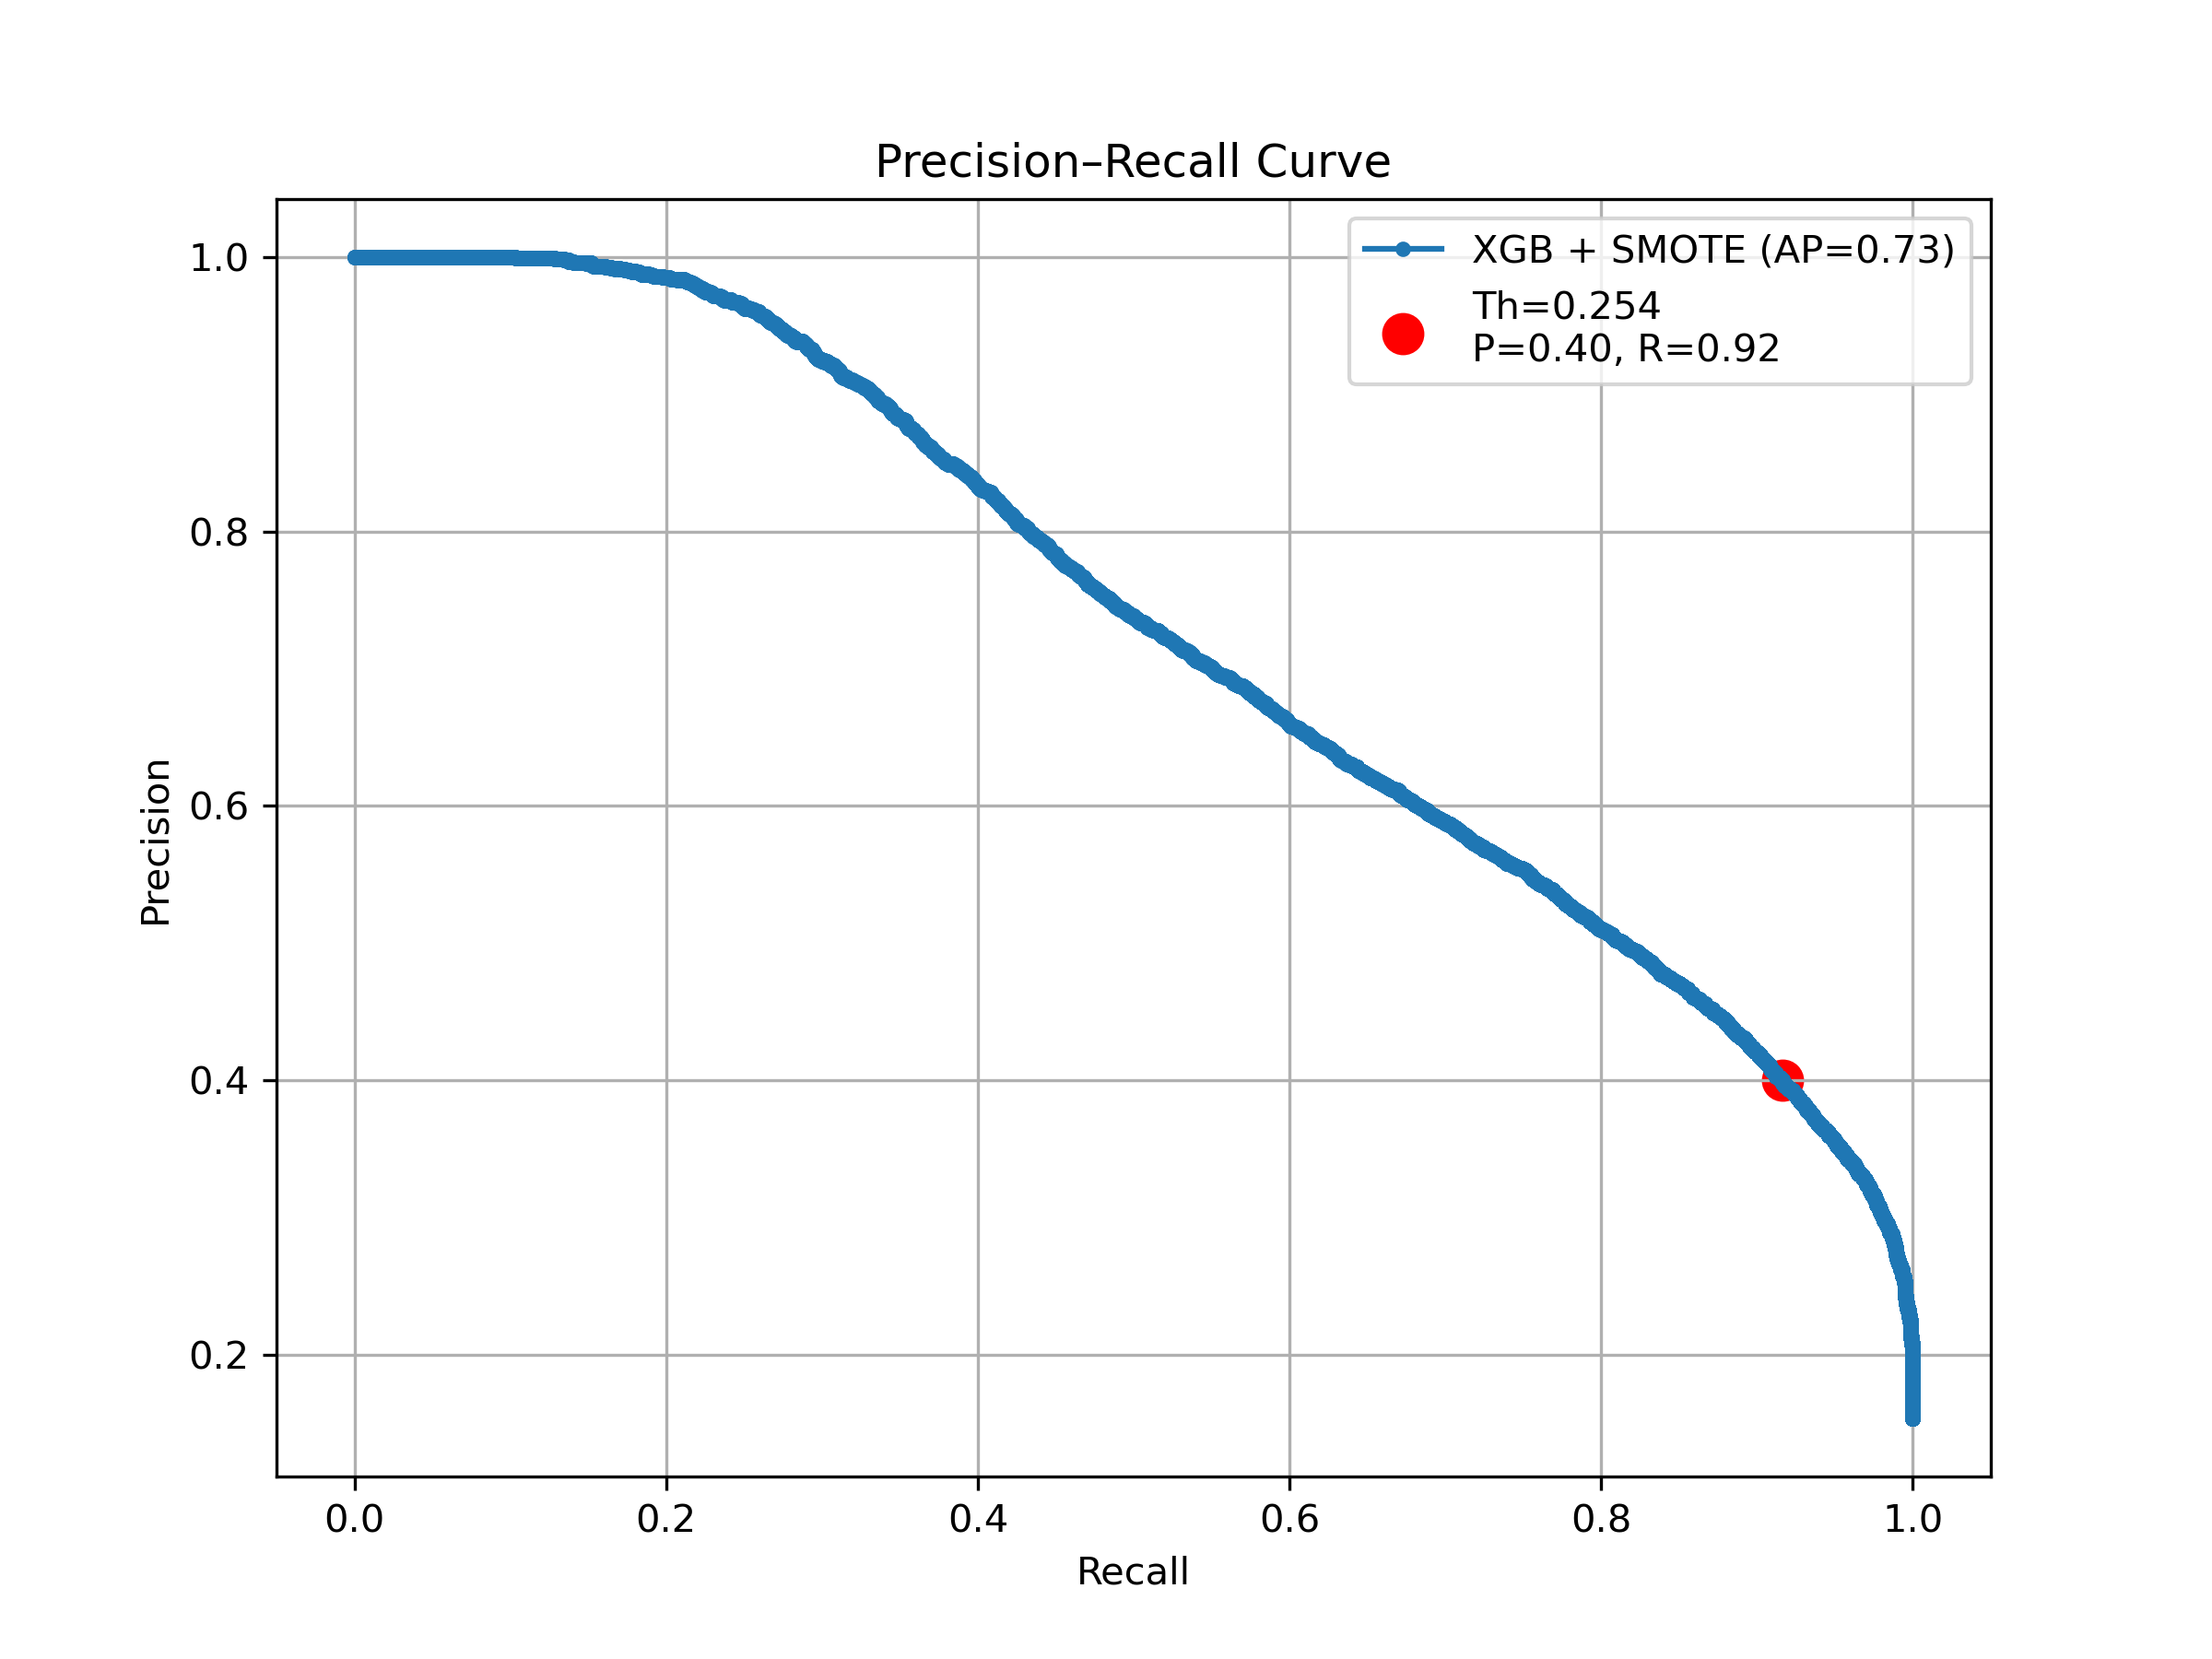 Precision–Recall Curve
XGB + SMOTE (AP=0.73)
Th=0.254
P=0.40, R=0.92
Precision
1.0
0.8
0.6
0.4
0.2
0.0 0.2 0.4 0.6 0.8 1.0
Recall